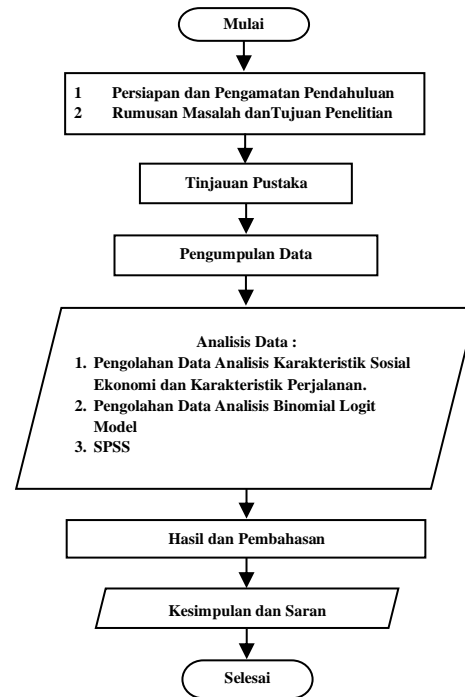 Mulai
1 Persiapan dan Pengamatan Pendahuluan
2 Rumusan Masalah danTujuan Penelitian
Tinjauan Pustaka
Pengumpulan Data
Analisis Data :
1. Pengolahan Data Analisis Karakteristik Sosial
Ekonomi dan Karakteristik Perjalanan.
2. Pengolahan Data Analisis Binomial Logit
Model
3. SPSS
Hasil dan Pembahasan
Kesimpulan dan Saran
Selesai